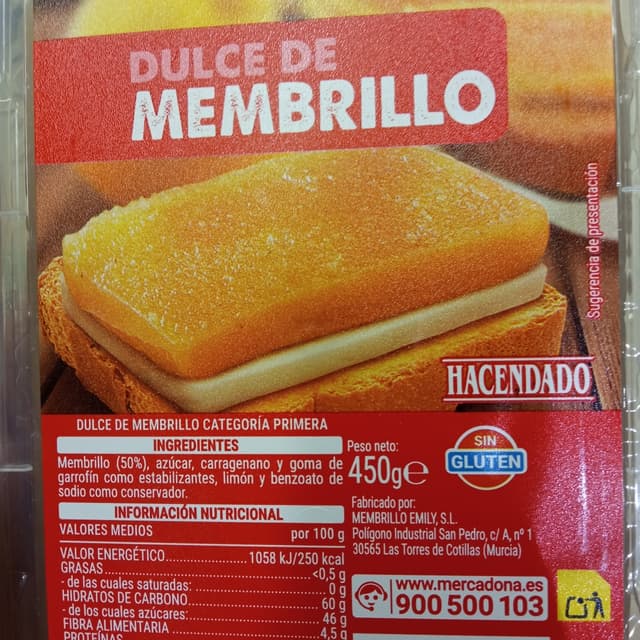 DULCE DE
MEMBRILLO
Sugerencia de presentación
HACENDADO
DULCE DE MEMBRILLO CATEGORÍA PRIMERA
INGREDIENTES
Membrillo (50%), azúcar, carragenano y goma de
garrofín como estabilizantes, limón y benzoato de
sodio como conservador.
INFORMACIÓN NUTRICIONAL
VALORES MEDIOS por 100 g
VALOR ENERGÉTICO.................. 1058 kJ/250 kcal
GRASAS.................................................<0,5 g
- de las cuales saturadas:........................... 0 g
HIDRATOS DE CARBONO........................... 60 g
- de los cuales azúcares:........................... 46 g
FIBRA ALIMENTARIA................................ 4,5 g
PROTEÍNAS
Peso neto:
450g℮
SIN
GLUTEN
Fabricado por:
MEMBRILLO EMILY, S.L.
Polígono Industrial San Pedro, c/ A, nº 1
30565 Las Torres de Cotillas (Murcia)
www.mercadona.es
900 500 103